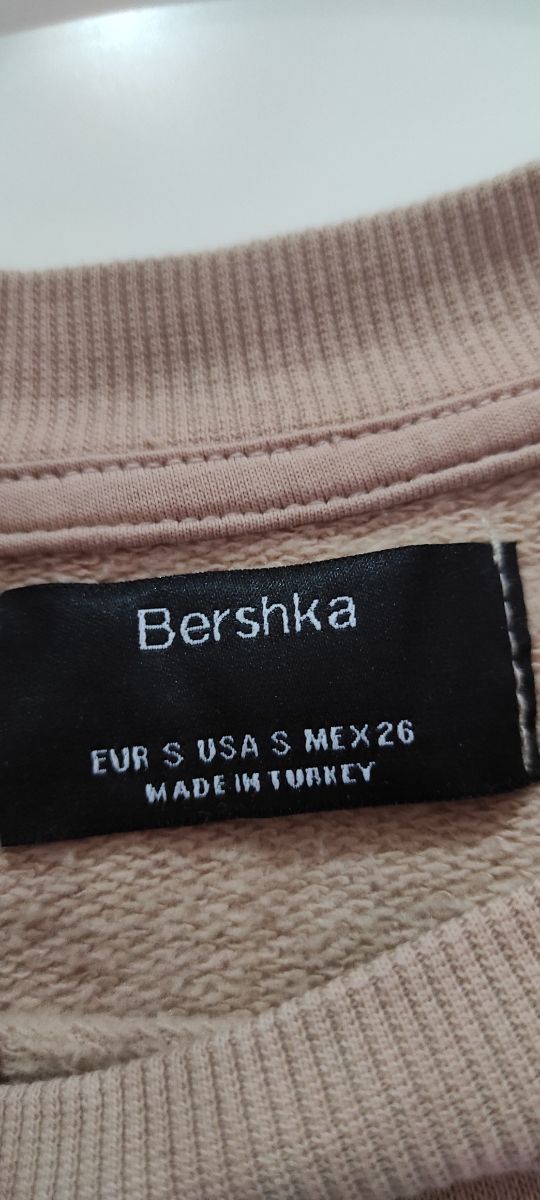 Bershka
EUR S USA S MEX 26
MADE IN TURKEY